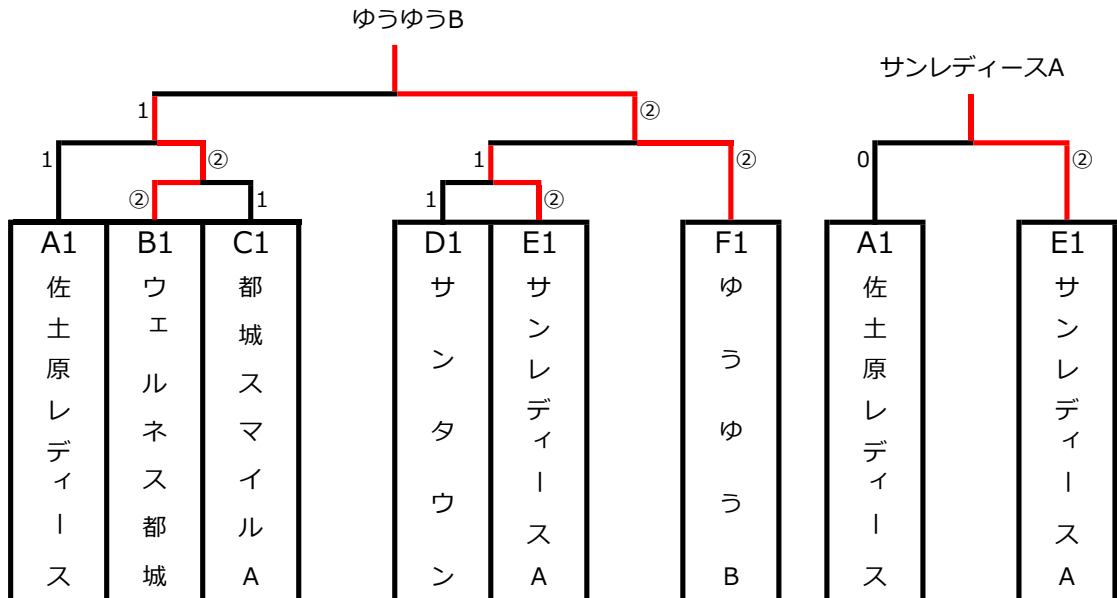 ゆうゆうB
サンレディースA
1
②
1
②
1
②
0
②
②
1
1
②
A1
B1
C1
D1
E1
F1
A1
E1
佐土原レディース
ウェルネス都城
都城スマイルA
サンタウン
サンレディースA
ゆうゆうB
佐土原レディース
サンレディースA